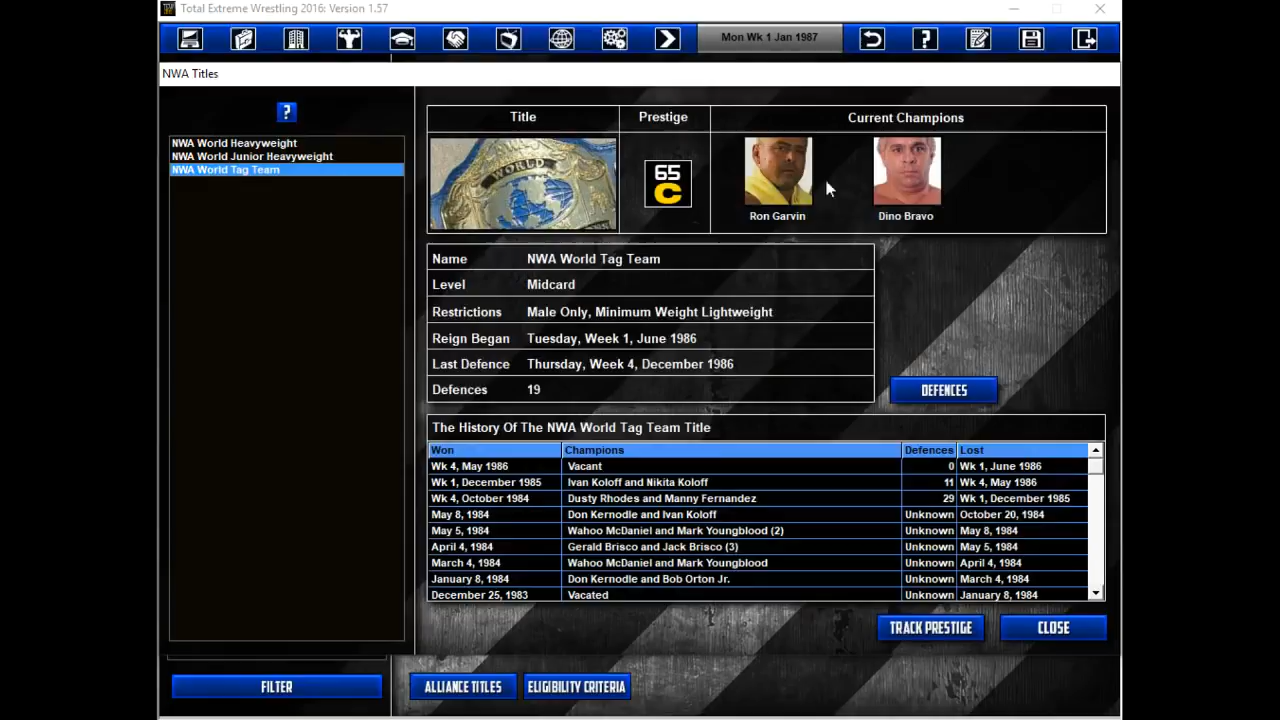 Total Extreme Wrestling 2016: Version 1.57
Mon Wk 1 Jan 1987
?
NWA Titles
?
NWA World Heavyweight
NWA World Junior Heavyweight
NWA World Tag Team
Title Prestige Current Champions
WORLD
65
C
Ron Garvin Dino Bravo
Name NWA World Tag Team
Level Midcard
Restrictions Male Only, Minimum Weight Lightweight
Reign Began Tuesday, Week 1, June 1986
Last Defence Thursday, Week 4, December 1986
Defences 19
DEFENCES
The History Of The NWA World Tag Team Title
Won Champions Defences Lost
Wk 4, May 1986 Vacant 0 Wk 1, June 1986
Wk 1, December 1985 Ivan Koloff and Nikita Koloff 11 Wk 4, May 1986
Wk 4, October 1984 Dusty Rhodes and Manny Fernandez 29 Wk 1, December 1985
May 8, 1984 Don Kernodle and Ivan Koloff Unknown October 20, 1984
May 5, 1984 Wahoo McDaniel and Mark Youngblood (2) Unknown May 8, 1984
April 4, 1984 Gerald Brisco and Jack Brisco (3) Unknown May 5, 1984
March 4, 1984 Wahoo McDaniel and Mark Youngblood Unknown April 4, 1984
January 8, 1984 Don Kernodle and Bob Orton Jr. Unknown March 4, 1984
December 25, 1983 Vacated Unknown January 8, 1984
TRACK PRESTIGE CLOSE
FILTER ALLIANCE TITLES ELIGIBILITY CRITERIA